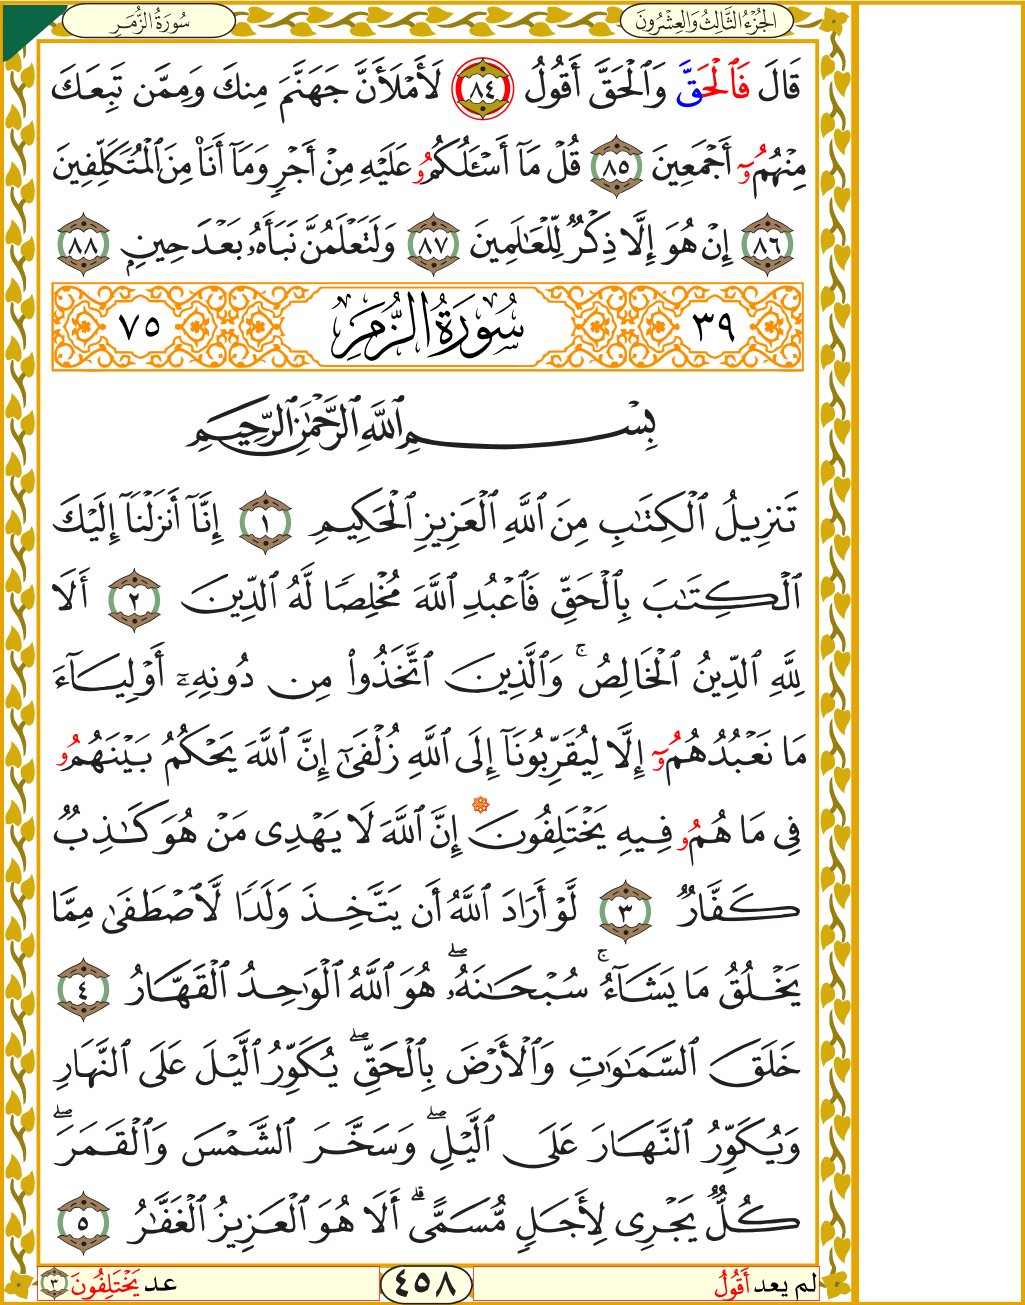 سُورَةُ الزُّمَرِ
الجُزْءُ الثَّالِثُ وَالعِشْرُونَ
قَالَ فَٱلْحَقَّ وَٱلْحَقَّ أَقُولُ ٨٤ لَأَمْلَأَنَّ جَهَنَّمَ مِنكَ وَمِمَّن تَبِعَكَ
مِنْهُمُۥٓ أَجْمَعِينَ ٨٥ قُلْ مَآ أَسْـَٔلُكُمُۥ عَلَيْهِ مِنْ أَجْرٍ وَمَآ أَنَا۠ مِنَ ٱلْمُتَكَلِّفِينَ
٨٦ إِنْ هُوَ إِلَّا ذِكْرٌ لِّلْعَـٰلَمِينَ ٨٧ وَلَتَعْلَمُنَّ نَبَأَهُۥ بَعْدَ حِينِۭ ٨٨
٣٩ سُورَةُ الزُّمَرِ ٧٥
بِسْمِ ٱللَّهِ ٱلرَّحْمَـٰنِ ٱلرَّحِيمِ
تَنزِيلُ ٱلْكِتَـٰبِ مِنَ ٱللَّهِ ٱلْعَزِيزِ ٱلْحَكِيمِ ١ إِنَّآ أَنزَلْنَآ إِلَيْكَ
ٱلْكِتَـٰبَ بِٱلْحَقِّ فَٱعْبُدِ ٱللَّهَ مُخْلِصًا لَّهُ ٱلدِّينَ ٢ أَلَا
لِلَّهِ ٱلدِّينُ ٱلْخَالِصُ ۚ وَٱلَّذِينَ ٱتَّخَذُوا۟ مِن دُونِهِۦٓ أَوْلِيَآءَ
مَا نَعْبُدُهُمُۥٓ إِلَّا لِيُقَرِّبُونَآ إِلَى ٱللَّهِ زُلْفَىٰٓ إِنَّ ٱللَّهَ يَحْكُمُ بَيْنَهُمُۥ
فِى مَا هُمُۥ فِيهِ يَخْتَلِفُونَ إِنَّ ٱللَّهَ لَا يَهْدِى مَنْ هُوَ كَـٰذِبٌ
كَفَّارٌ ٣ لَّوْ أَرَادَ ٱللَّهُ أَن يَتَّخِذَ وَلَدًا لَّٱصْطَفَىٰ مِمَّا
يَخْلُقُ مَا يَشَآءُ ۚ سُبْحَـٰنَهُۥ ۖ هُوَ ٱللَّهُ ٱلْوَٰحِدُ ٱلْقَهَّارُ ٤
خَلَقَ ٱلسَّمَـٰوَٰتِ وَٱلْأَرْضَ بِٱلْحَقِّ ۖ يُكَوِّرُ ٱلَّيْلَ عَلَى ٱلنَّهَارِ
وَيُكَوِّرُ ٱلنَّهَارَ عَلَى ٱلَّيْلِ ۖ وَسَخَّرَ ٱلشَّمْسَ وَٱلْقَمَرَ ۖ
كُلٌّ يَجْرِى لِأَجَلٍ مُّسَمًّى ۗ أَلَا هُوَ ٱلْعَزِيزُ ٱلْغَفَّـٰرُ ٥
لم يعد أَقُولُ
٤٥٨
عد يَخْتَلِفُونَ ٣